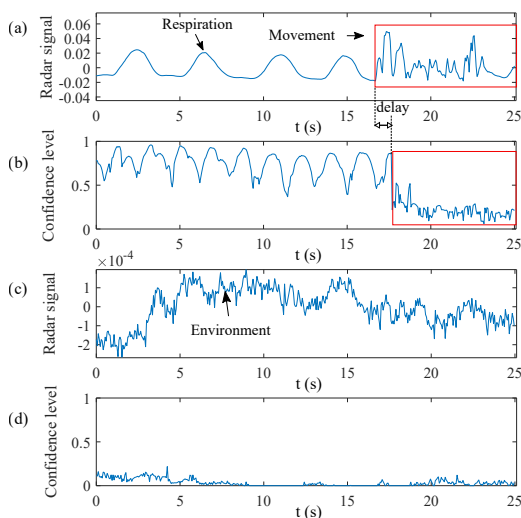 (a)
Radar signal
0.06
0.04
0.02
0
-0.02
-0.04
Respiration
Movement
0 5 10 15 20 25
t (s)
delay
(b)
Confidence level
1
0.5
0
0 5 10 15 20 25
t (s)
×10-4
(c)
Radar signal
1
0
-1
-2
Environment
0 5 10 15 20 25
t (s)
(d)
Confidence level
1
0.5
0
0 5 10 15 20 25
t (s)